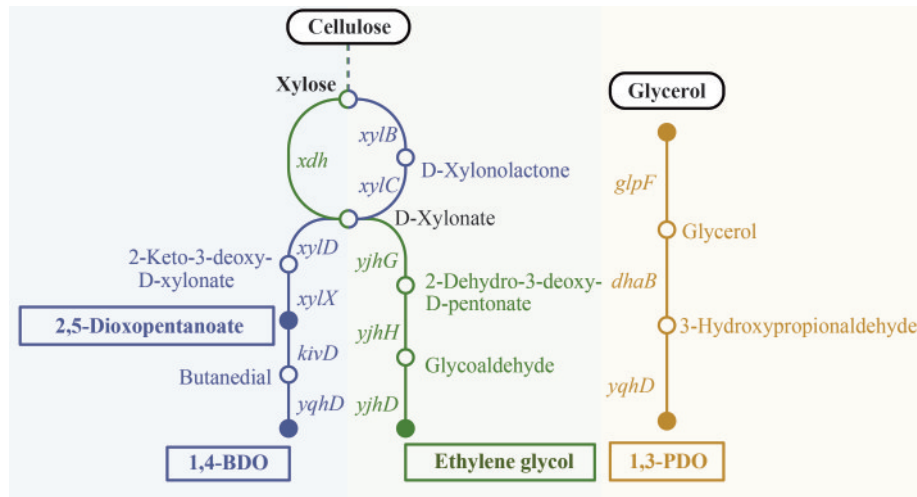 Cellulose
Xylose
Glycerol
xylB
xdh
D-Xylonolactone
glpF
xylC
D-Xylonate
Glycerol
xylD
yjhG
2-Keto-3-deoxy-
D-xylonate
2-Dehydro-3-deoxy-
D-pentonate
dhaB
xylX
2,5-Dioxopentanoate
yjhH
3-Hydroxypropionaldehyde
kivD
Glycoaldehyde
Butanedial
yqhD
yjhD
yqhD
1,4-BDO
Ethylene glycol
1,3-PDO